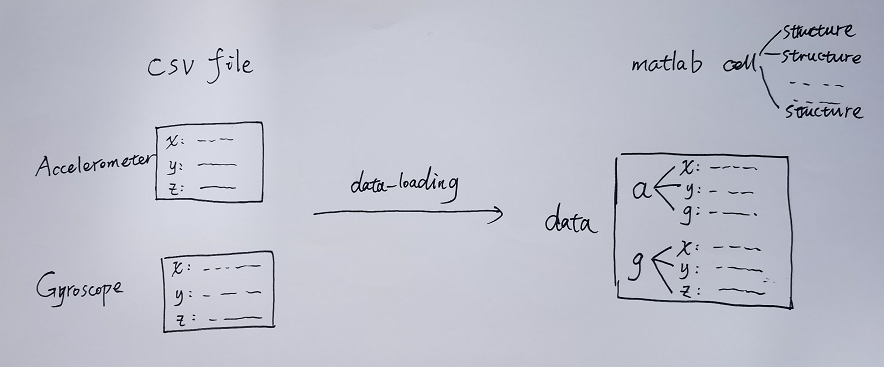 csv file
Accelerometer
x:
y:
z:
Gyroscope
x:
y:
z:
data-loading
matlab cell
structure
structure
structure
data
a
x:
y:
g:
g
x:
y:
z: